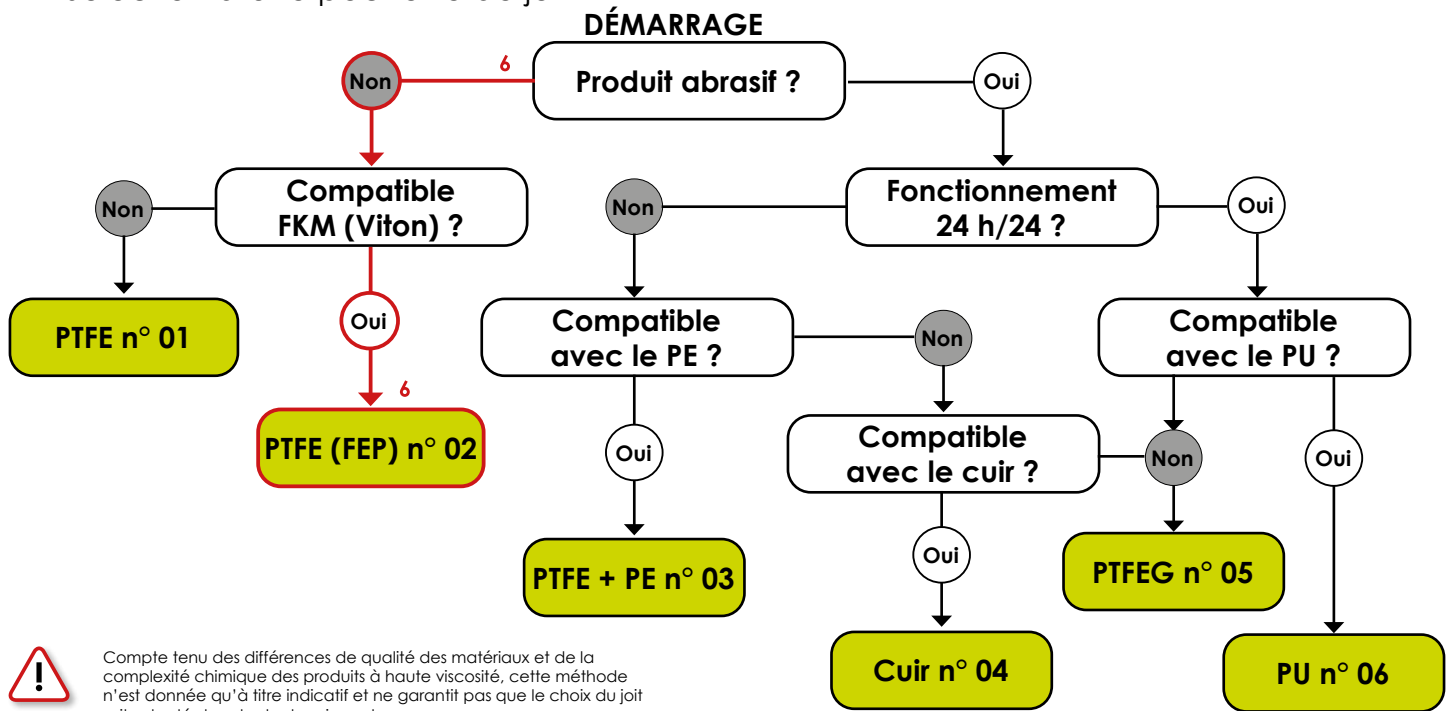 DÉMARRAGE
Produit abrasif ?
6
Non
Oui
Compatible
FKM (Viton) ?
Non
Oui
6
PTFE n° 01
PTFE (FEP) n° 02
Fonctionnement
24 h/24 ?
Non
Oui
Compatible
avec le PE ?
Non
Oui
Compatible
avec le PU ?
Non
Oui
Compatible
avec le cuir ?
Oui
PTFE + PE n° 03
Cuir n° 04
PTFEG n° 05
PU n° 06
!
Compte tenu des différences de qualité des matériaux et de la
complexité chimique des produits à haute viscosité, cette méthode
n'est donnée qu'à titre indicatif et ne garantit pas que le choix du joit